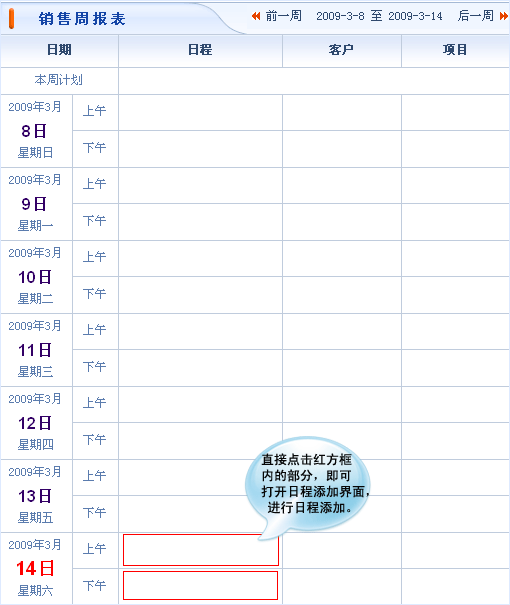 销售周报表
前一周 2009-3-8 至 2009-3-14 后一周
日期 日程 客户 项目
本周计划
2009年3月
8日
星期日
上午
下午
2009年3月
9日
星期一
上午
下午
2009年3月
10日
星期二
上午
下午
2009年3月
11日
星期三
上午
下午
2009年3月
12日
星期四
上午
下午
2009年3月
13日
星期五
上午
下午
直接点击红方框
内的部分，即可
打开日程添加界面，
进行日程添加。
2009年3月
14日
星期六
上午
下午